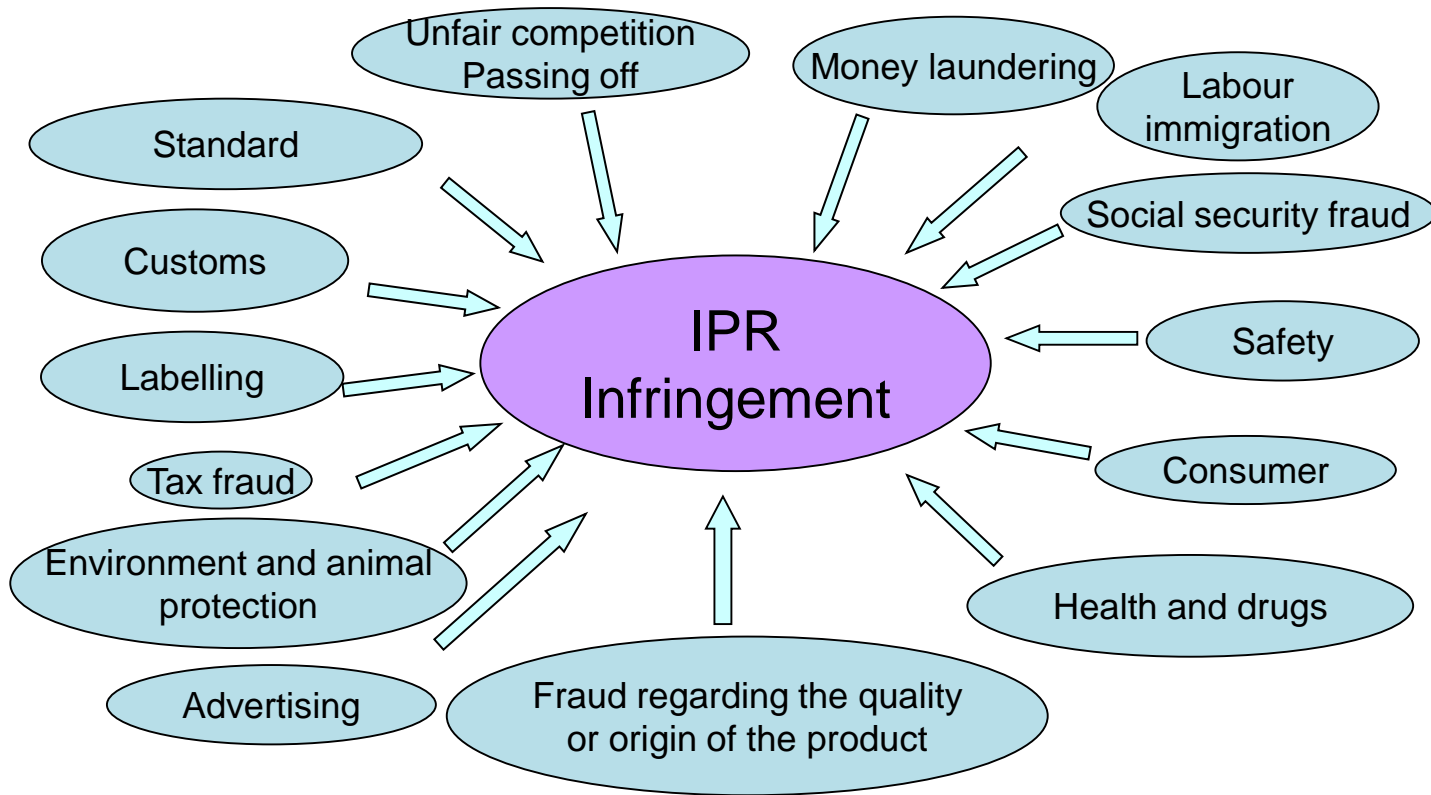 Unfair competition
Passing off
Money laundering
Labour
immigration
Standard
Social security fraud
Customs
IPR
Infringement
Safety
Labelling
Consumer
Tax fraud
Environment and animal
protection
Health and drugs
Advertising
Fraud regarding the quality
or origin of the product